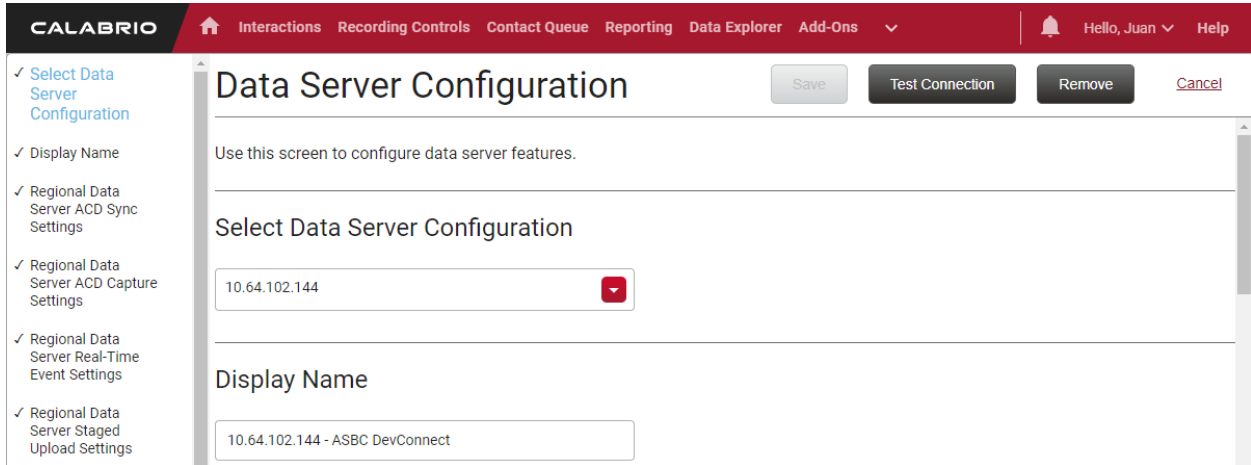 CALABRIO
Interactions Recording Controls Contact Queue Reporting Data Explorer Add-Ons
Hello, Juan Help
✓ Select Data
Server
Configuration
✓ Display Name
✓ Regional Data
Server ACD Sync
Settings
✓ Regional Data
Server ACD Capture
Settings
✓ Regional Data
Server Real-Time
Event Settings
✓ Regional Data
Server Staged
Upload Settings
Data Server Configuration
Save Test Connection Remove Cancel
Use this screen to configure data server features.
Select Data Server Configuration
10.64.102.144
Display Name
10.64.102.144 - ASBC DevConnect